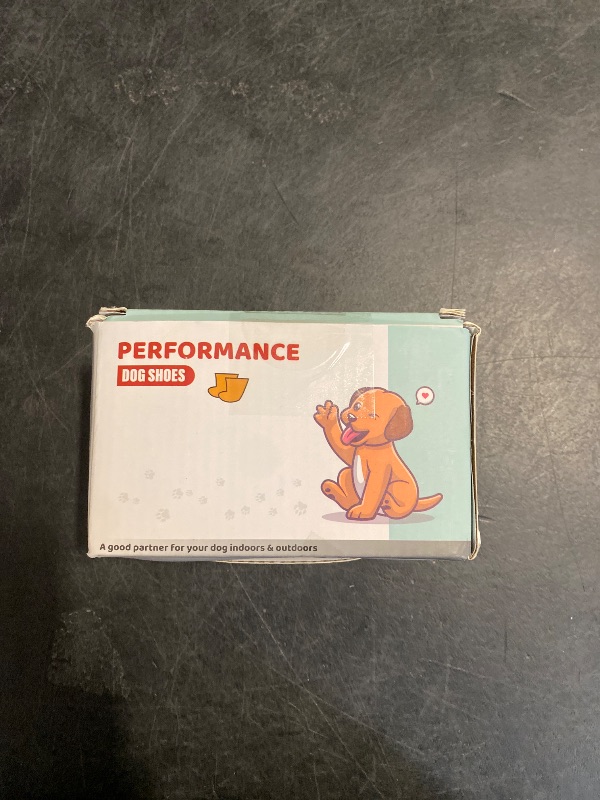 PERFORMANCE
DOG SHOES
A good partner for your dog indoors & outdoors